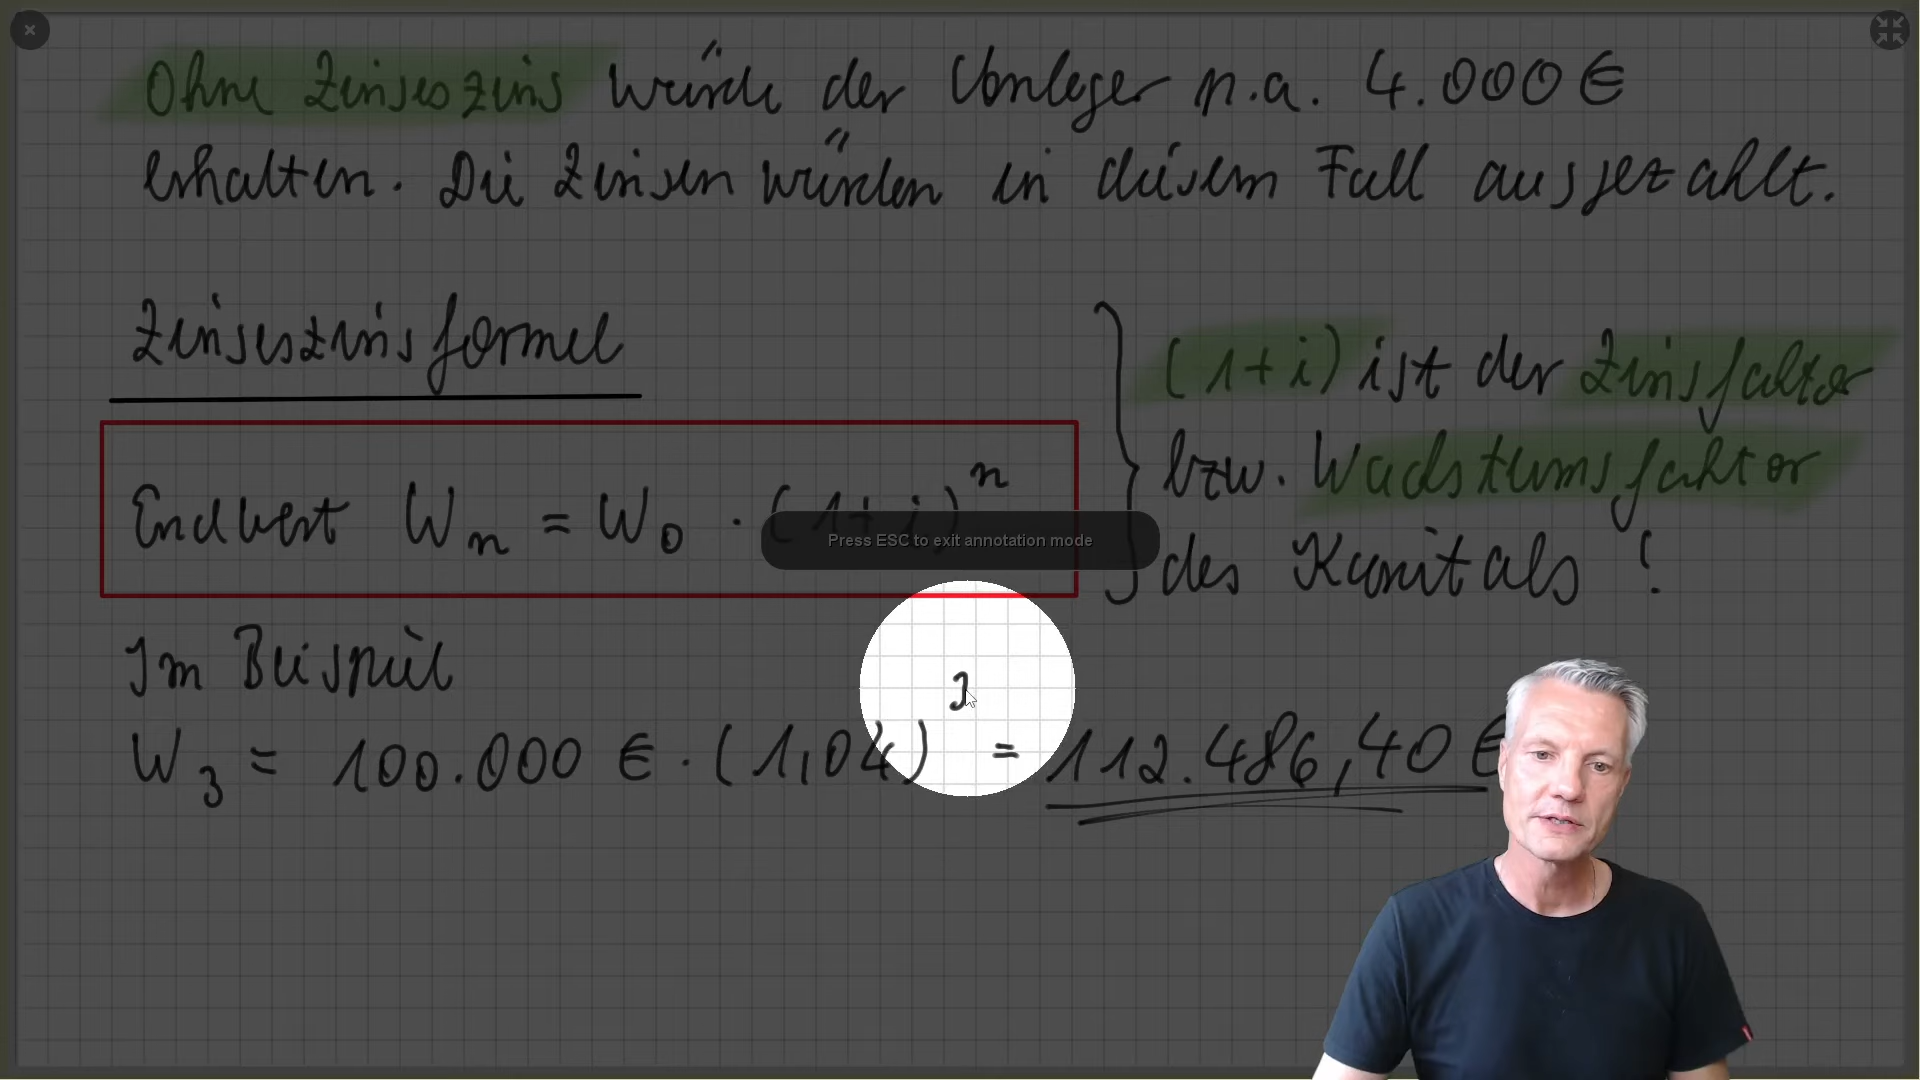 Ohne Zinseszins würde der Anleger p.a. 4.000 €
erhalten. Die Zinsen würden in diesem Fall ausgezahlt.
Zinseszinsformel
(1+i) ist der Zinsfaktor
bzw. Wachstumsfaktor
des Kapitals !
Endwert Wn = W0 · (1+i)^n
Press ESC to exit annotation mode
Im Beispiel
W3 = 100.000 € · (1,04)^3 = 112.486,40 €